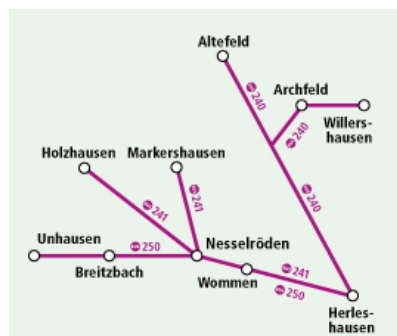 Altefeld
240
Archfeld
240
Willers-
hausen
Holzhausen
Markershausen
241
241
240
Unhausen
250
Nesselröden
Breitzbach
Wommen
241
250
Herles-
hausen